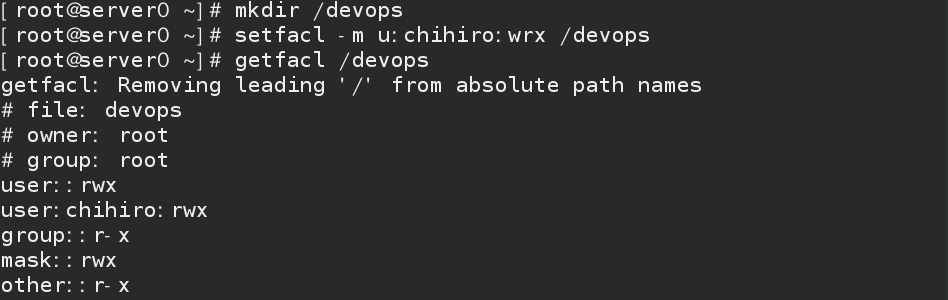 [root@server0 ~]# mkdir /devops
[root@server0 ~]# setfacl -m u:chihiro:wrx /devops
[root@server0 ~]# getfacl /devops
getfacl: Removing leading '/' from absolute path names
# file: devops
# owner: root
# group: root
user::rwx
user:chihiro:rwx
group::r-x
mask::rwx
other::r-x